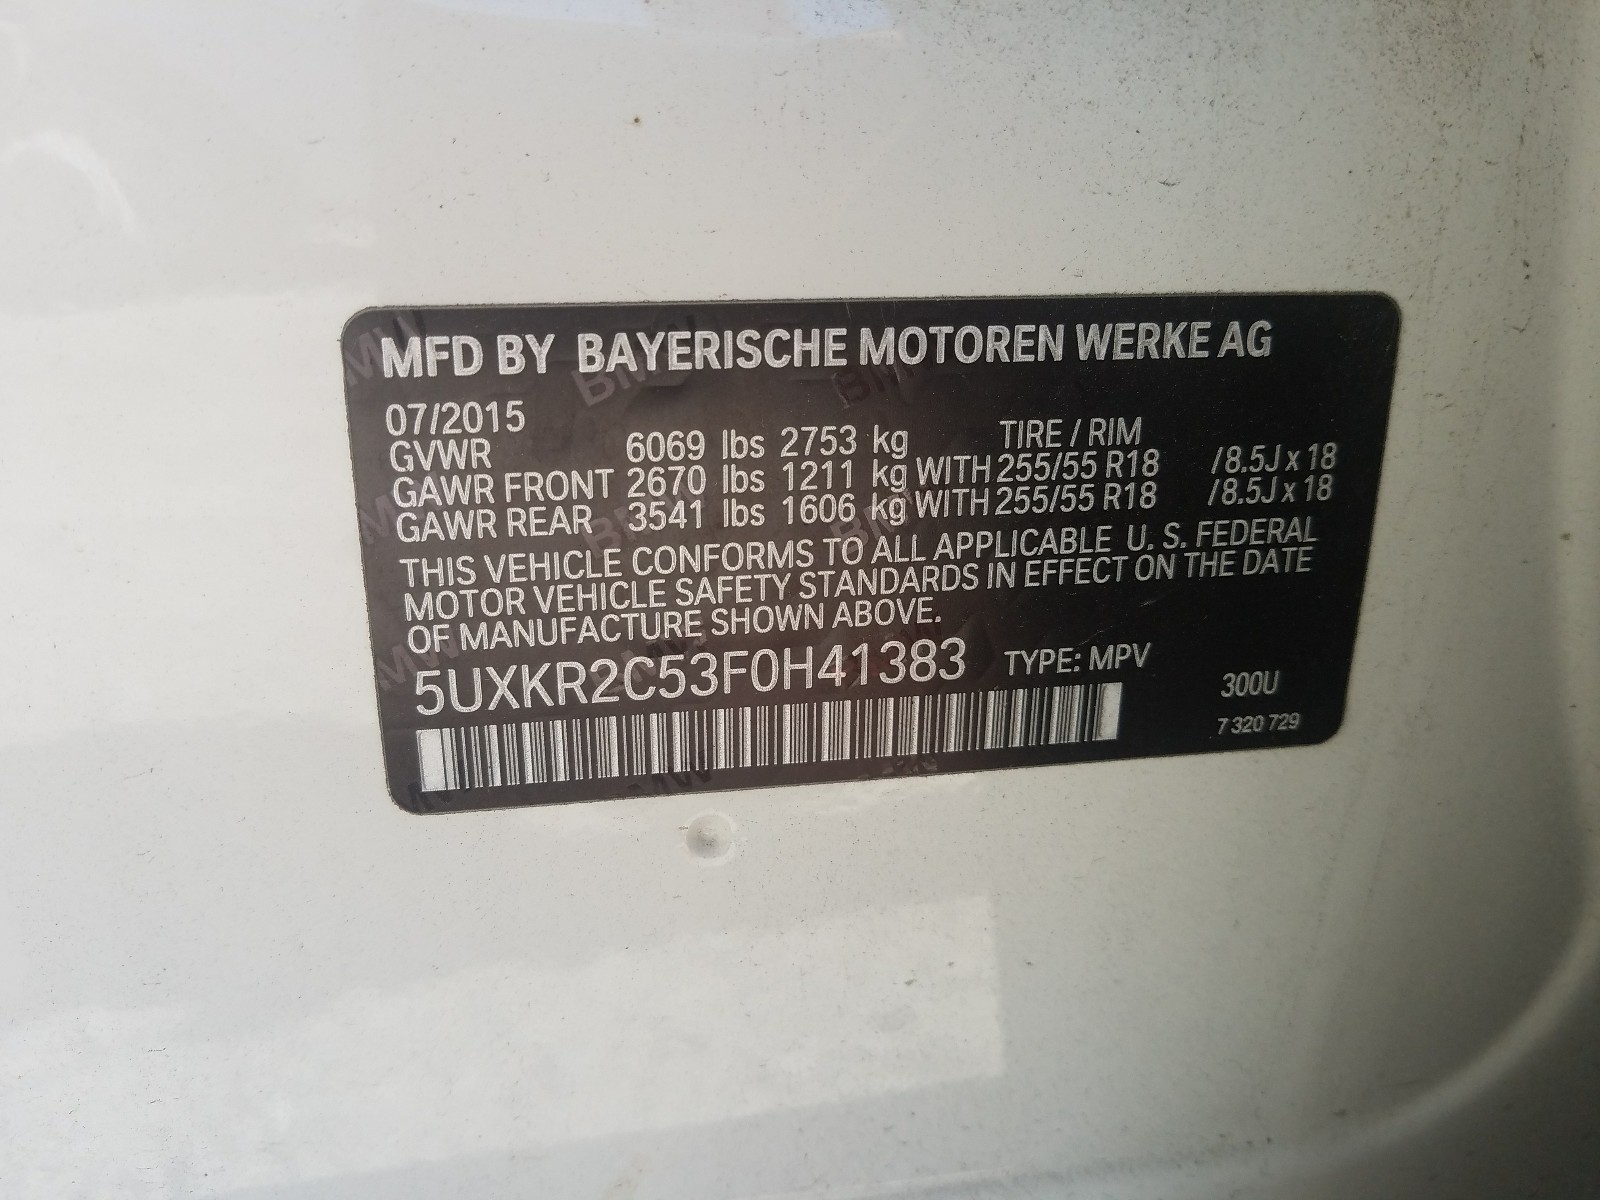 MFD BY BAYERISCHE MOTOREN WERKE AG
07/2015
GVWR 6069 lbs 2753 kg TIRE / RIM
GAWR FRONT 2670 lbs 1211 kg WITH 255/55 R18 /8.5J x 18
GAWR REAR 3541 lbs 1606 kg WITH 255/55 R18 /8.5J x 18
THIS VEHICLE CONFORMS TO ALL APPLICABLE U. S. FEDERAL
MOTOR VEHICLE SAFETY STANDARDS IN EFFECT ON THE DATE
OF MANUFACTURE SHOWN ABOVE.
5UXKR2C53F0H41383 TYPE: MPV
300U
7 320 729